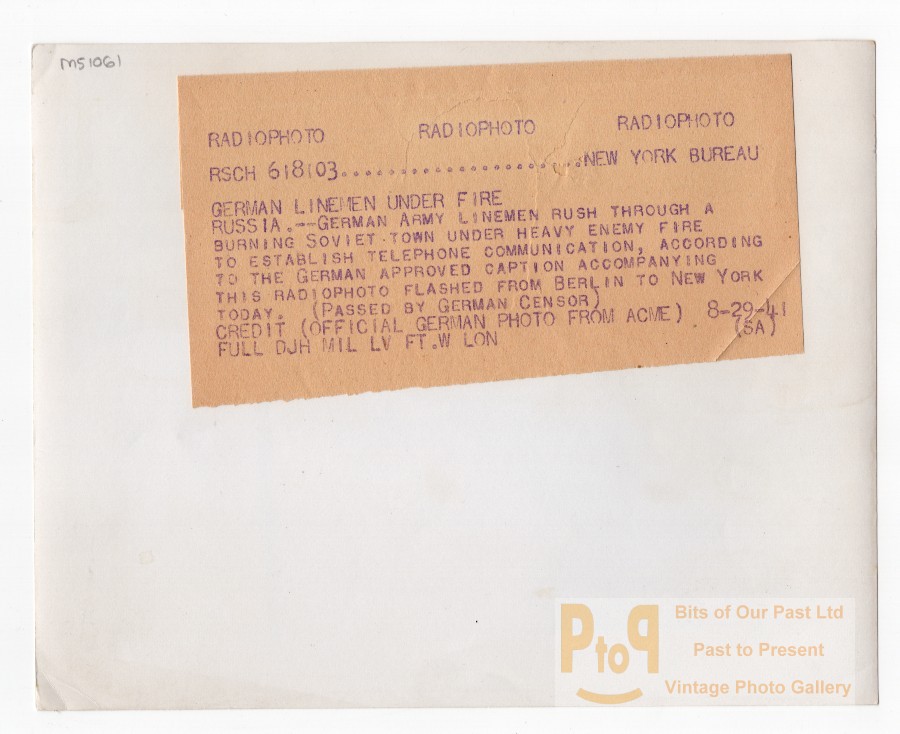 M51061
RADIOPHOTO RADIOPHOTO RADIOPHOTO
RSCH 618103......................NEW YORK BUREAU
GERMAN LINEMEN UNDER FIRE
RUSSIA.--GERMAN ARMY LINEMEN RUSH THROUGH A
BURNING SOVIET TOWN UNDER HEAVY ENEMY FIRE
TO ESTABLISH TELEPHONE COMMUNICATION, ACCORDING
TO THE GERMAN APPROVED CAPTION ACCOMPANYING
THIS RADIOPHOTO FLASHED FROM BERLIN TO NEW YORK
TODAY. (PASSED BY GERMAN CENSOR)
CREDIT (OFFICIAL GERMAN PHOTO FROM ACME) 8-29-41
FULL DJH MIL LV FT.W LON (SA)
PtoP
Bits of Our Past Ltd
Past to Present
Vintage Photo Gallery